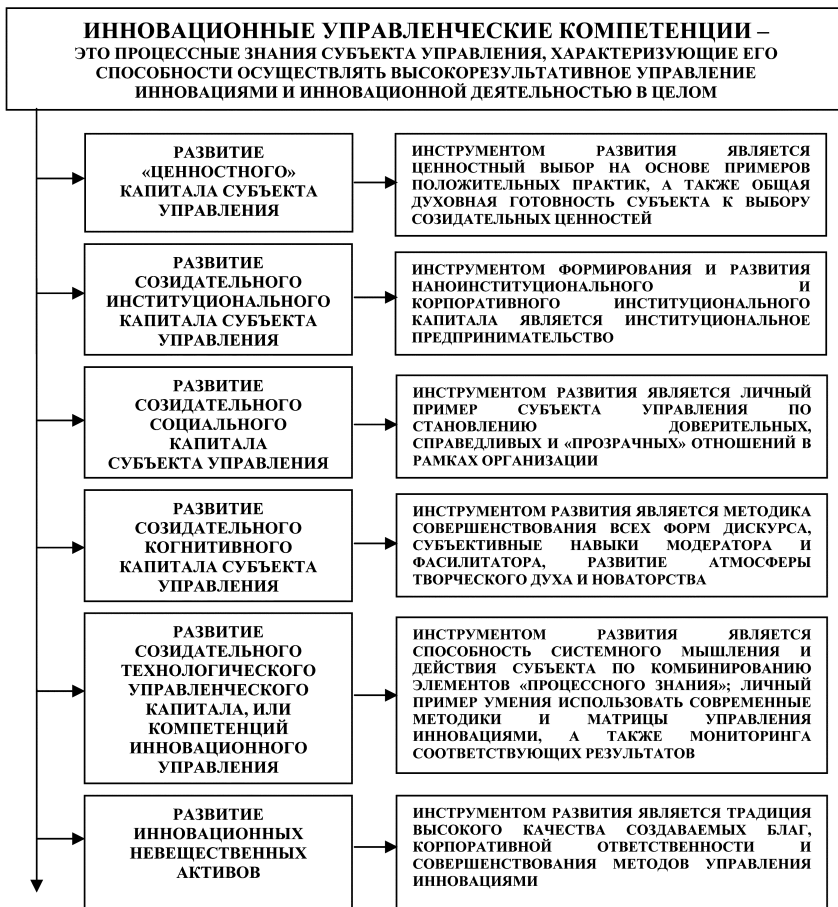 ИННОВАЦИОННЫЕ УПРАВЛЕНЧЕСКИЕ КОМПЕТЕНЦИИ –
ЭТО ПРОЦЕССНЫЕ ЗНАНИЯ СУБЪЕКТА УПРАВЛЕНИЯ, ХАРАКТЕРИЗУЮЩИЕ ЕГО
СПОСОБНОСТИ ОСУЩЕСТВЛЯТЬ ВЫСОКОРЕЗУЛЬТАТИВНОЕ УПРАВЛЕНИЕ
ИННОВАЦИЯМИ И ИННОВАЦИОННОЙ ДЕЯТЕЛЬНОСТЬЮ В ЦЕЛОМ
РАЗВИТИЕ
«ЦЕННОСТНОГО»
КАПИТАЛА СУБЪЕКТА
УПРАВЛЕНИЯ
ИНСТРУМЕНТОМ РАЗВИТИЯ ЯВЛЯЕТСЯ
ЦЕННОСТНЫЙ ВЫБОР НА ОСНОВЕ ПРИМЕРОВ
ПОЛОЖИТЕЛЬНЫХ ПРАКТИК, А ТАКЖЕ ОБЩАЯ
ДУХОВНАЯ ГОТОВНОСТЬ СУБЪЕКТА К ВЫБОРУ
СОЗИДАТЕЛЬНЫХ ЦЕННОСТЕЙ
РАЗВИТИЕ
СОЗИДАТЕЛЬНОГО
ИНСТИТУЦИОНАЛЬНОГО
КАПИТАЛА СУБЪЕКТА
УПРАВЛЕНИЯ
ИНСТРУМЕНТОМ ФОРМИРОВАНИЯ И РАЗВИТИЯ
НАНОИНСТИТУЦИОНАЛЬНОГО И
КОРПОРАТИВНОГО ИНСТИТУЦИОНАЛЬНОГО
КАПИТАЛА ЯВЛЯЕТСЯ ИНСТИТУЦИОНАЛЬНОЕ
ПРЕДПРИНИМАТЕЛЬСТВО
РАЗВИТИЕ
СОЗИДАТЕЛЬНОГО
СОЦИАЛЬНОГО
КАПИТАЛА
СУБЪЕКТА УПРАВЛЕНИЯ
ИНСТРУМЕНТОМ РАЗВИТИЯ ЯВЛЯЕТСЯ ЛИЧНЫЙ
ПРИМЕР СУБЪЕКТА УПРАВЛЕНИЯ ПО
СТАНОВЛЕНИЮ ДОВЕРИТЕЛЬНЫХ,
СПРАВЕДЛИВЫХ И «ПРОЗРАЧНЫХ» ОТНОШЕНИЙ В
РАМКАХ ОРГАНИЗАЦИИ
РАЗВИТИЕ
СОЗИДАТЕЛЬНОГО
КОГНИТИВНОГО
КАПИТАЛА СУБЪЕКТА
УПРАВЛЕНИЯ
ИНСТРУМЕНТОМ РАЗВИТИЯ ЯВЛЯЕТСЯ МЕТОДИКА
СОВЕРШЕНСТВОВАНИЯ ВСЕХ ФОРМ ДИСКУРСА,
СУБЪЕКТИВНЫЕ НАВЫКИ МОДЕРАТОРА И
ФАСИЛИТАТОРА, РАЗВИТИЕ АТМОСФЕРЫ
ТВОРЧЕСКОГО ДУХА И НОВАТОРСТВА
РАЗВИТИЕ
СОЗИДАТЕЛЬНОГО
ТЕХНОЛОГИЧЕСКОГО
УПРАВЛЕНЧЕСКОГО
КАПИТАЛА, ИЛИ
КОМПЕТЕНЦИЙ
ИННОВАЦИОННОГО
УПРАВЛЕНИЯ
ИНСТРУМЕНТОМ РАЗВИТИЯ ЯВЛЯЕТСЯ
СПОСОБНОСТЬ СИСТЕМНОГО МЫШЛЕНИЯ И
ДЕЙСТВИЯ СУБЪЕКТА ПО КОМБИНИРОВАНИЮ
ЭЛЕМЕНТОВ «ПРОЦЕССНОГО ЗНАНИЯ»; ЛИЧНЫЙ
ПРИМЕР УМЕНИЯ ИСПОЛЬЗОВАТЬ СОВРЕМЕННЫЕ
МЕТОДИКИ И МАТРИЦЫ УПРАВЛЕНИЯ
ИННОВАЦИЯМИ, А ТАКЖЕ МОНИТОРИНГА
СООТВЕТСТВУЮЩИХ РЕЗУЛЬТАТОВ
РАЗВИТИЕ
ИННОВАЦИОННЫХ
НЕВЕЩЕСТВЕННЫХ
АКТИВОВ
ИНСТРУМЕНТОМ РАЗВИТИЯ ЯВЛЯЕТСЯ ТРАДИЦИЯ
ВЫСОКОГО КАЧЕСТВА СОЗДАВАЕМЫХ БЛАГ,
КОРПОРАТИВНОЙ ОТВЕТСТВЕННОСТИ И
СОВЕРШЕНСТВОВАНИЯ МЕТОДОВ УПРАВЛЕНИЯ
ИННОВАЦИЯМИ